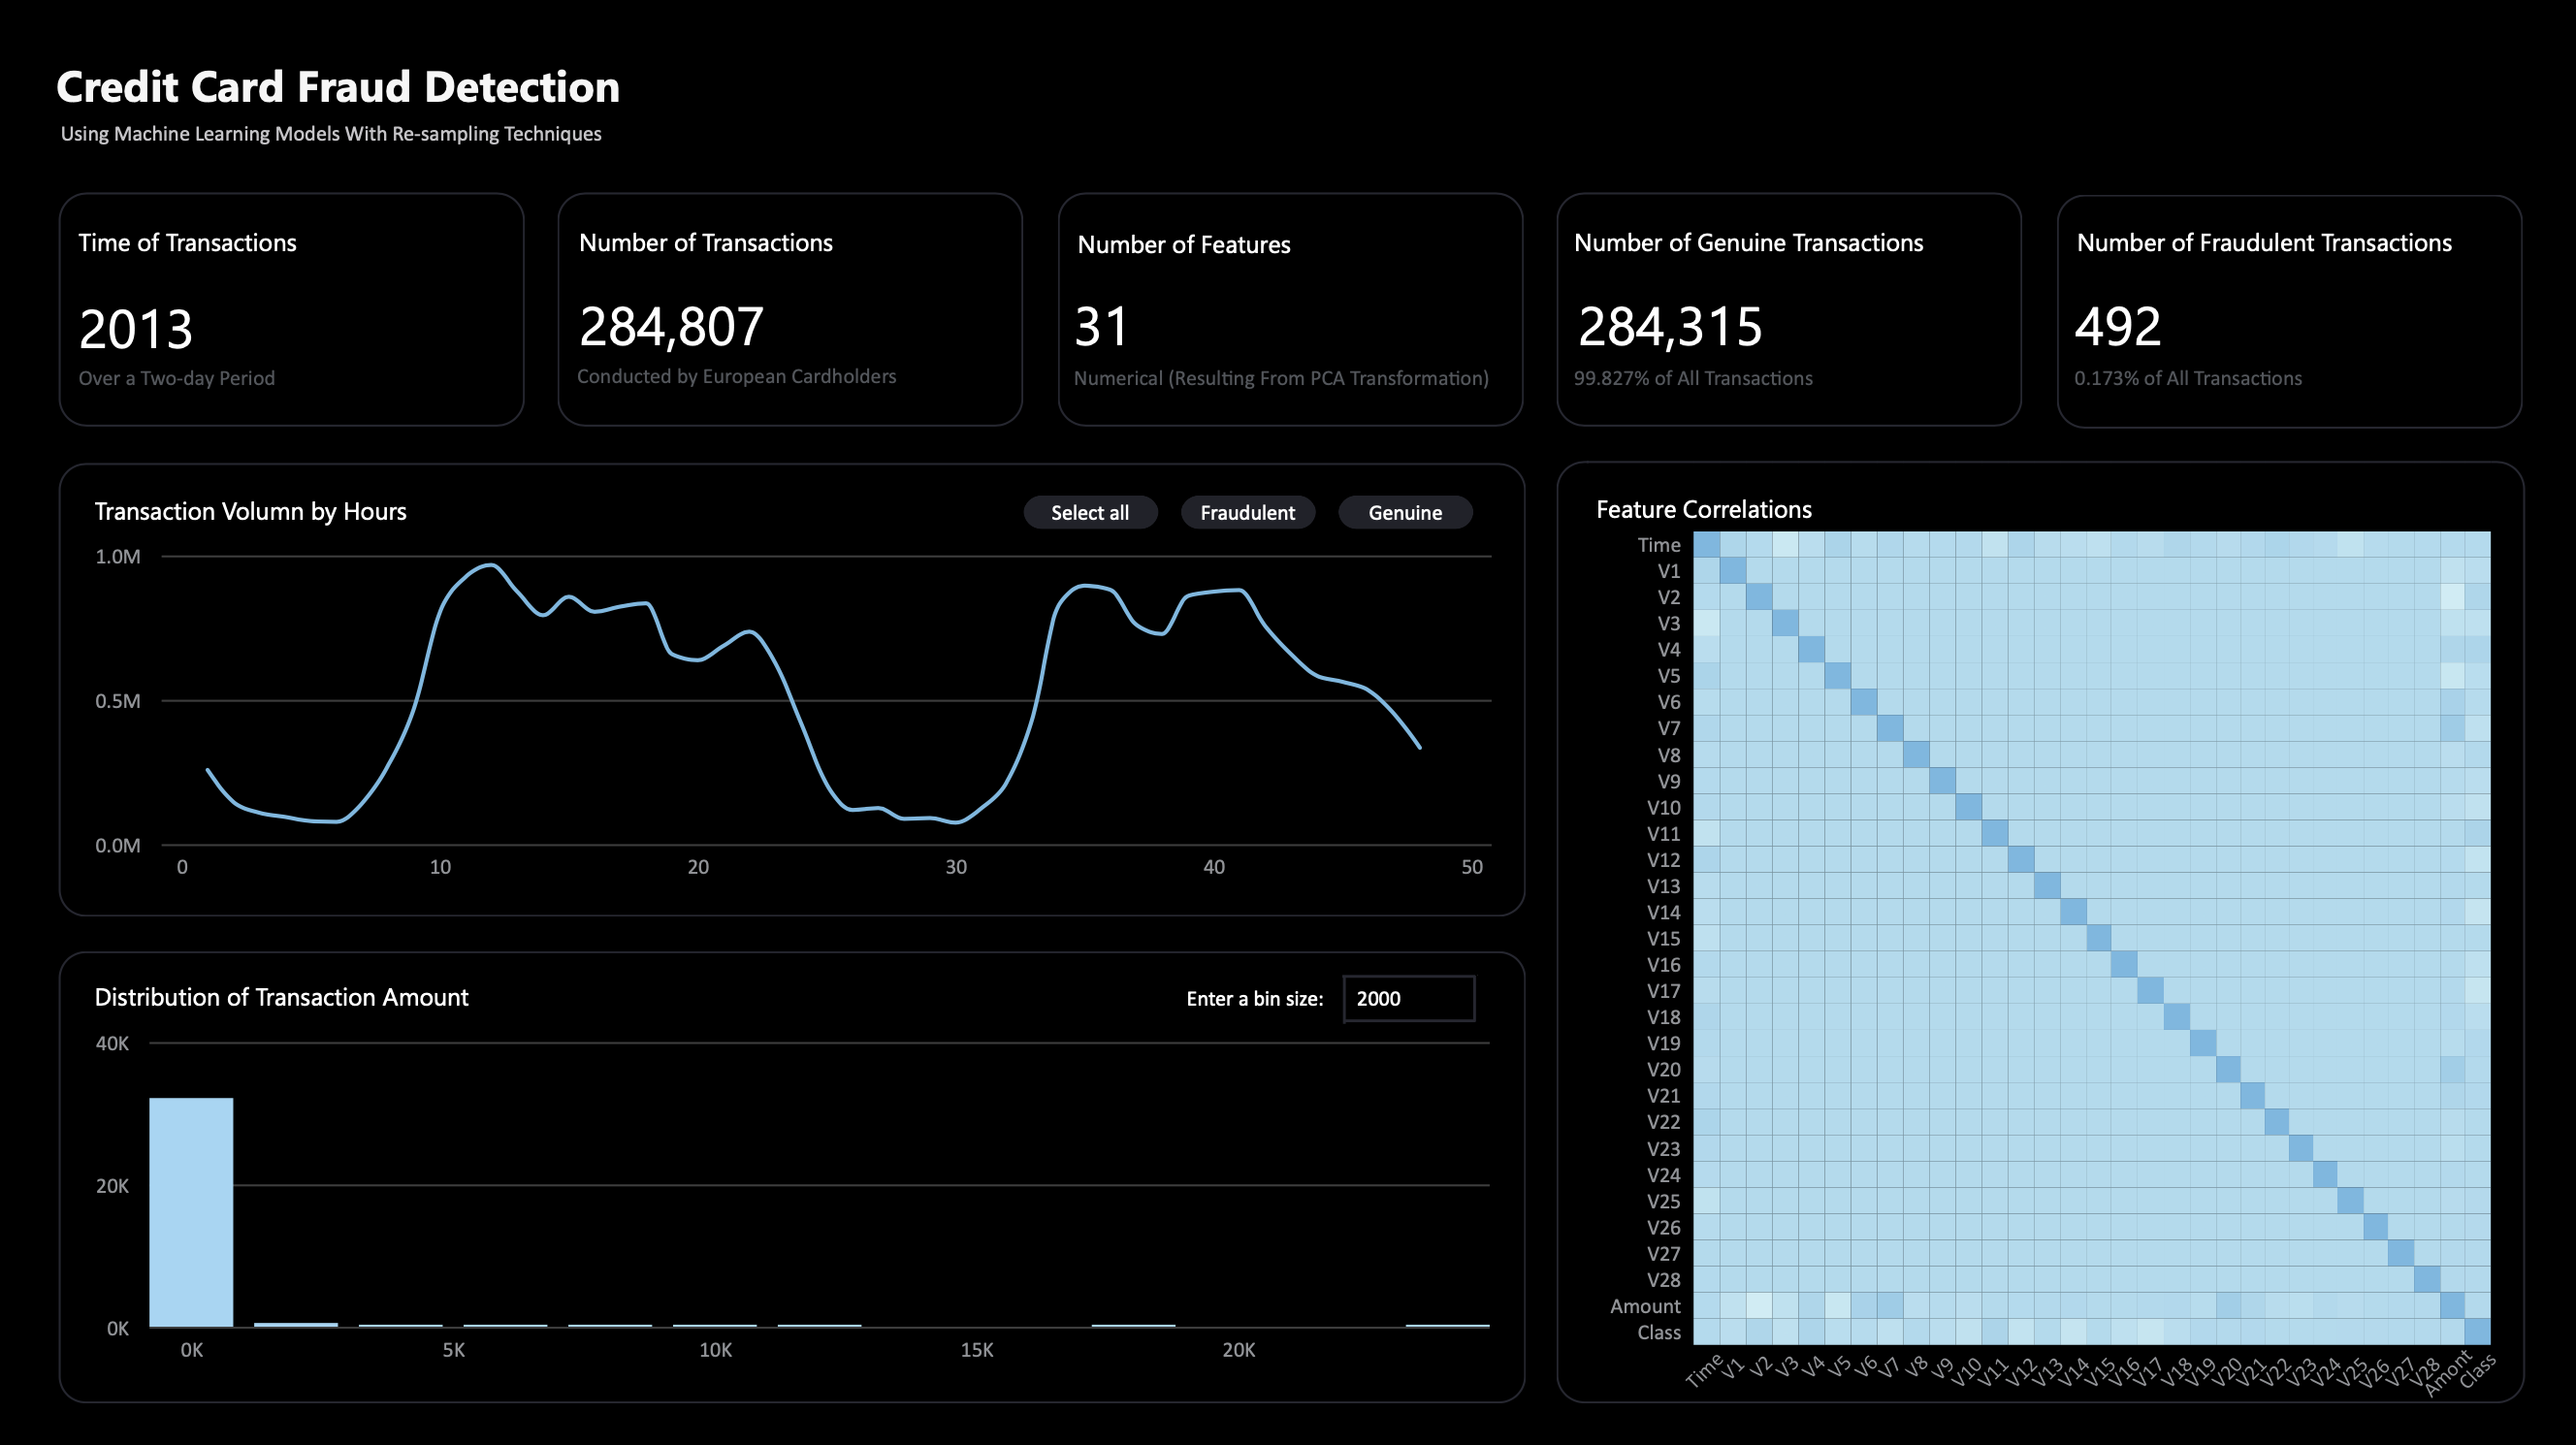 Credit Card Fraud Detection
Using Machine Learning Models With Re-sampling Techniques
Time of Transactions
2013
Over a Two-day Period
Number of Transactions
284,807
Conducted by European Cardholders
Number of Features
31
Numerical (Resulting From PCA Transformation)
Number of Genuine Transactions
284,315
99.827% of All Transactions
Number of Fraudulent Transactions
492
0.173% of All Transactions
Transaction Volumn by Hours
Select all
Fraudulent
Genuine
1.0M
0.5M
0.0M
0 10 20 30 40 50
Distribution of Transaction Amount
Enter a bin size: 2000
40K
20K
0K
0K 5K 10K 15K 20K
Feature Correlations
Time
V1
V2
V3
V4
V5
V6
V7
V8
V9
V10
V11
V12
V13
V14
V15
V16
V17
V18
V19
V20
V21
V22
V23
V24
V25
V26
V27
V28
Amount
Class
Time V1 V2 V3 V4 V5 V6 V7 V8 V9 V10 V11 V12 V13 V14 V15 V16 V17 V18 V19 V20 V21 V22 V23 V24 V25 V26 V27 V28 Amont Class